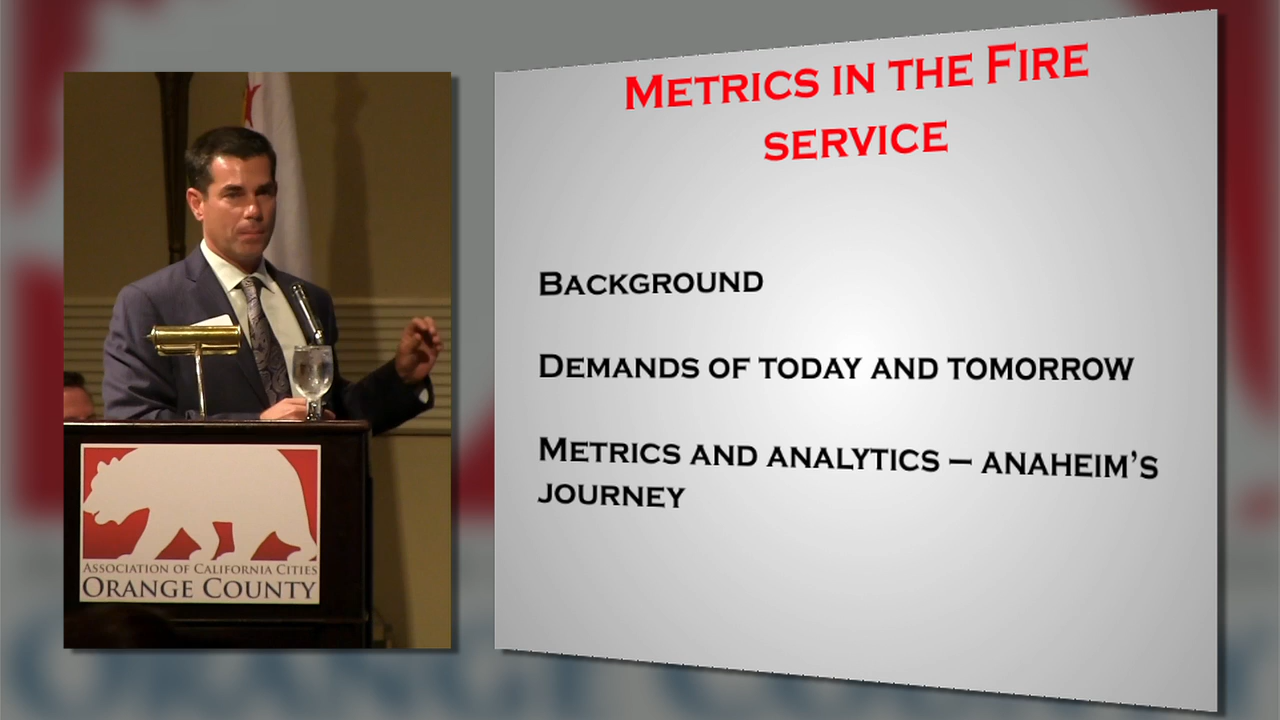 Metrics in the Fire
service
Background
Demands of today and tomorrow
Metrics and analytics – Anaheim's
journey
Association of California Cities
Orange County